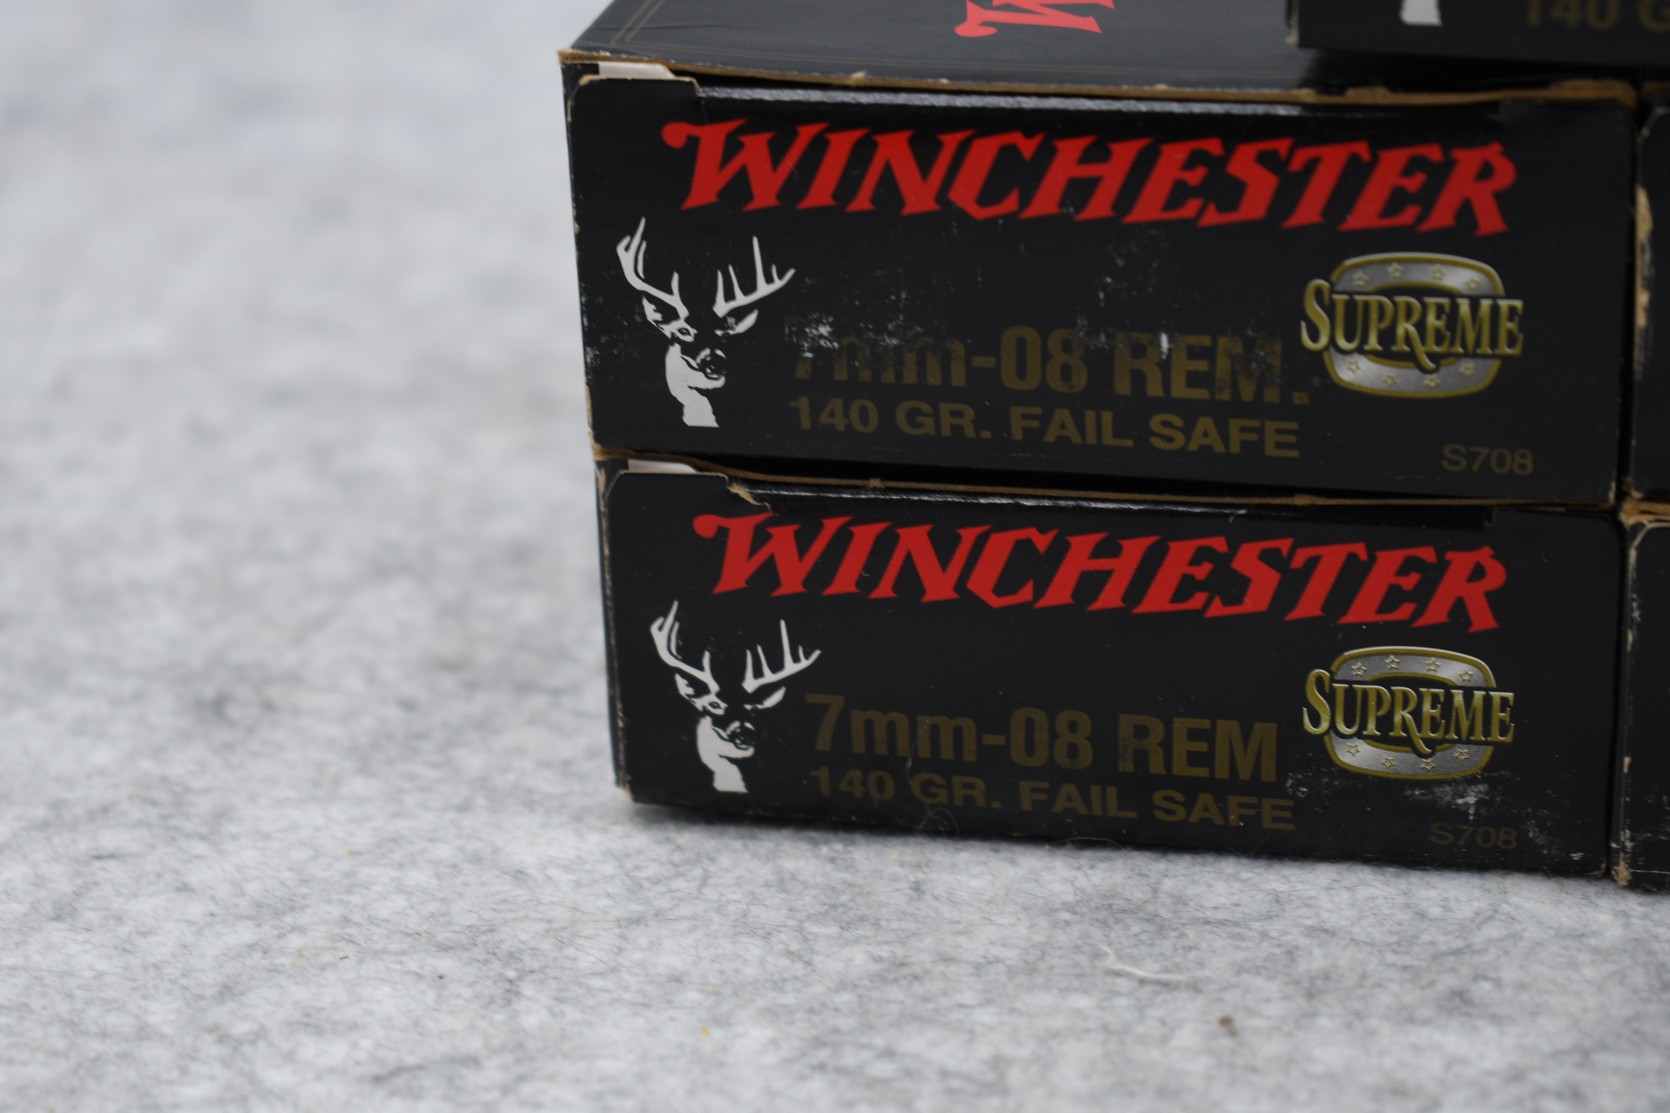 W
140 G
WINCHESTER
SUPREME
7mm-08 REM.
140 GR. FAIL SAFE
S708
WINCHESTER
SUPREME
7mm-08 REM
140 GR. FAIL SAFE
S708